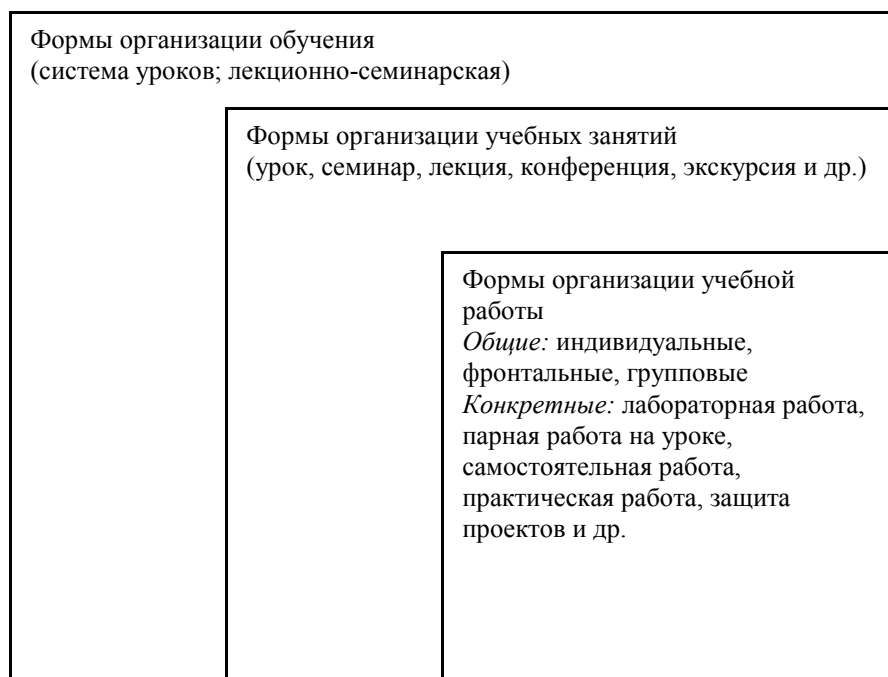 Формы организации обучения
(система уроков; лекционно-семинарская)
Формы организации учебных занятий
(урок, семинар, лекция, конференция, экскурсия и др.)
Формы организации учебной
работы
Общие: индивидуальные,
фронтальные, групповые
Конкретные: лабораторная работа,
парная работа на уроке,
самостоятельная работа,
практическая работа, защита
проектов и др.